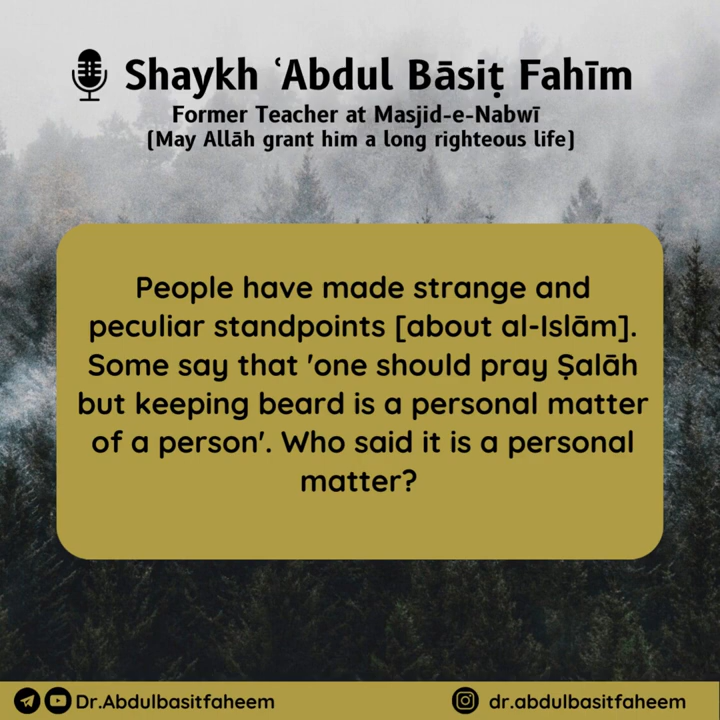 Shaykh ʿAbdul Bāsiṭ Fahīm
Former Teacher at Masjid-e-Nabwī
(May Allāh grant him a long righteous life)
People have made strange and
peculiar standpoints [about al-Islām].
Some say that 'one should pray Ṣalāh
but keeping beard is a personal matter
of a person'. Who said it is a personal
matter?
Dr.Abdulbasitfaheem
dr.abdulbasitfaheem